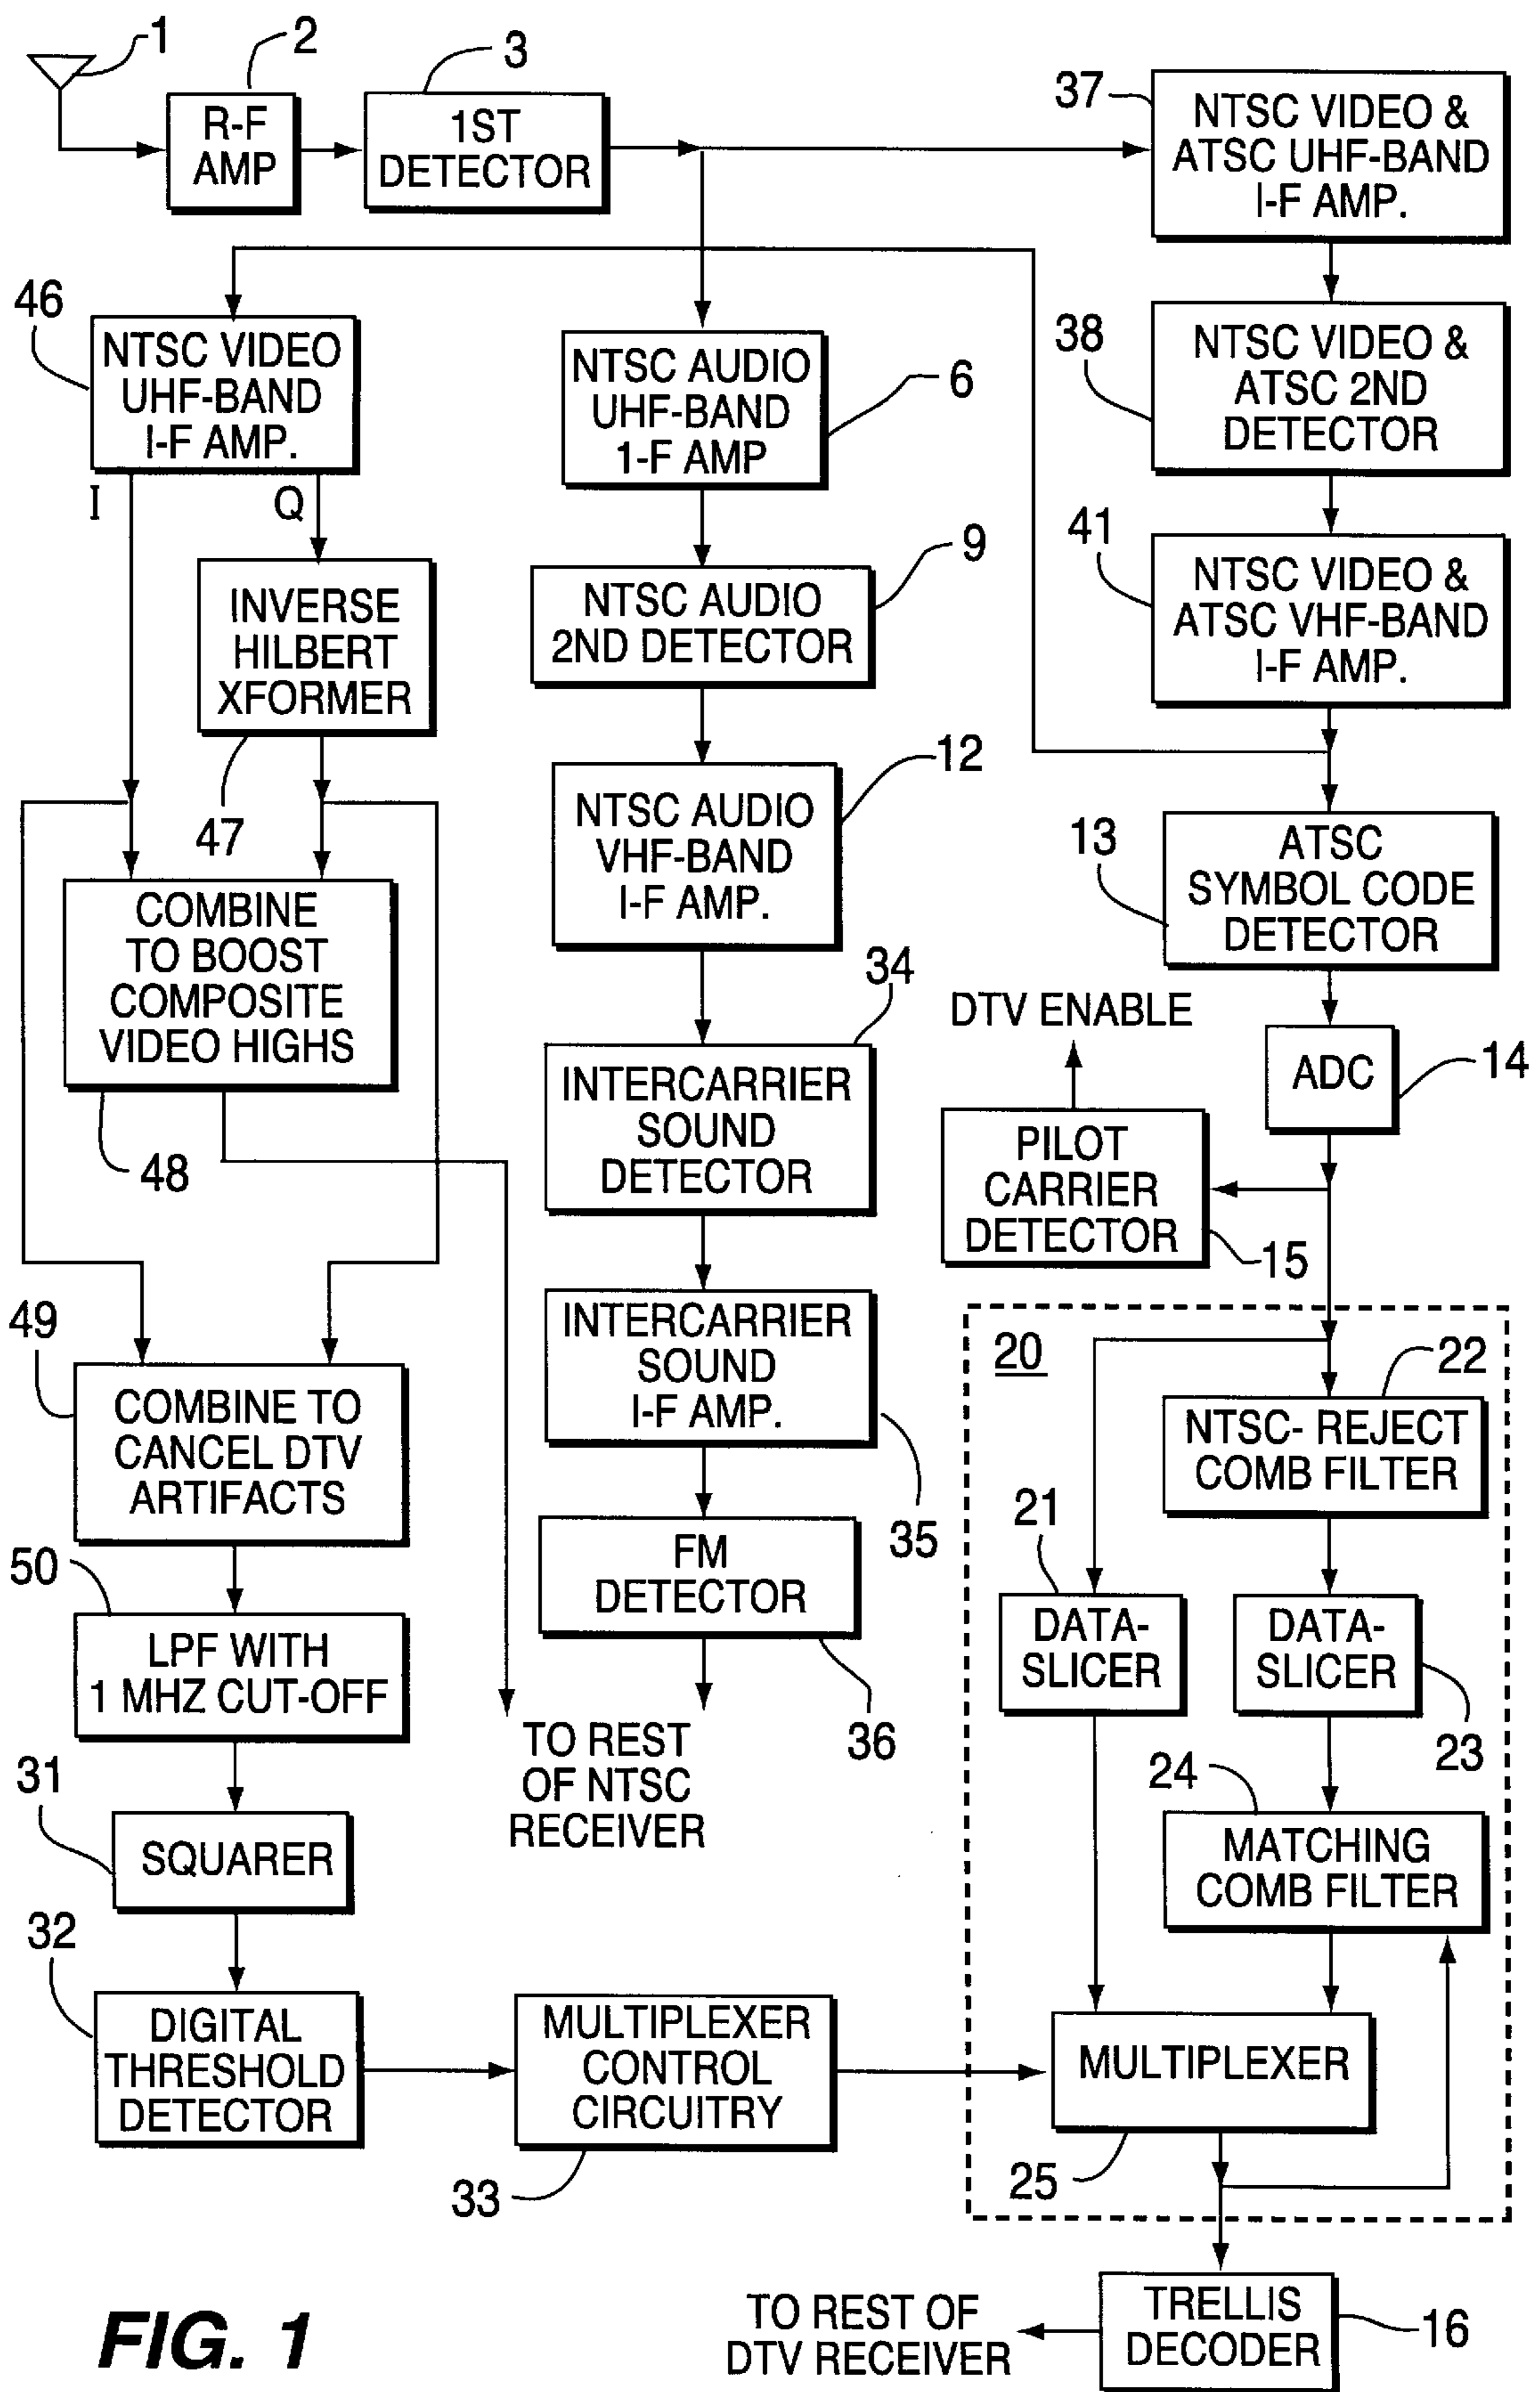 1
2
3
R-F
AMP
1ST
DETECTOR
37
NTSC VIDEO &
ATSC UHF-BAND
I-F AMP.
46
NTSC VIDEO
UHF-BAND
I-F AMP.
I
Q
NTSC AUDIO
UHF-BAND
1-F AMP
6
38
NTSC VIDEO &
ATSC 2ND
DETECTOR
INVERSE
HILBERT
XFORMER
47
NTSC AUDIO
2ND DETECTOR
9
41
NTSC VIDEO &
ATSC VHF-BAND
I-F AMP.
NTSC AUDIO
VHF-BAND
I-F AMP.
12
13
ATSC
SYMBOL CODE
DETECTOR
COMBINE
TO BOOST
COMPOSITE
VIDEO HIGHS
48
34
INTERCARRIER
SOUND
DETECTOR
DTV ENABLE
ADC
14
PILOT
CARRIER
DETECTOR
15
49
COMBINE TO
CANCEL DTV
ARTIFACTS
INTERCARRIER
SOUND
I-F AMP.
35
20
22
NTSC- REJECT
COMB FILTER
50
LPF WITH
1 MHZ CUT-OFF
FM
DETECTOR
36
21
DATA-
SLICER
DATA-
SLICER
23
31
SQUARER
TO REST
OF NTSC
RECEIVER
24
MATCHING
COMB FILTER
32
DIGITAL
THRESHOLD
DETECTOR
MULTIPLEXER
CONTROL
CIRCUITRY
33
MULTIPLEXER
25
TO REST OF
DTV RECEIVER
TRELLIS
DECODER
16
FIG. 1